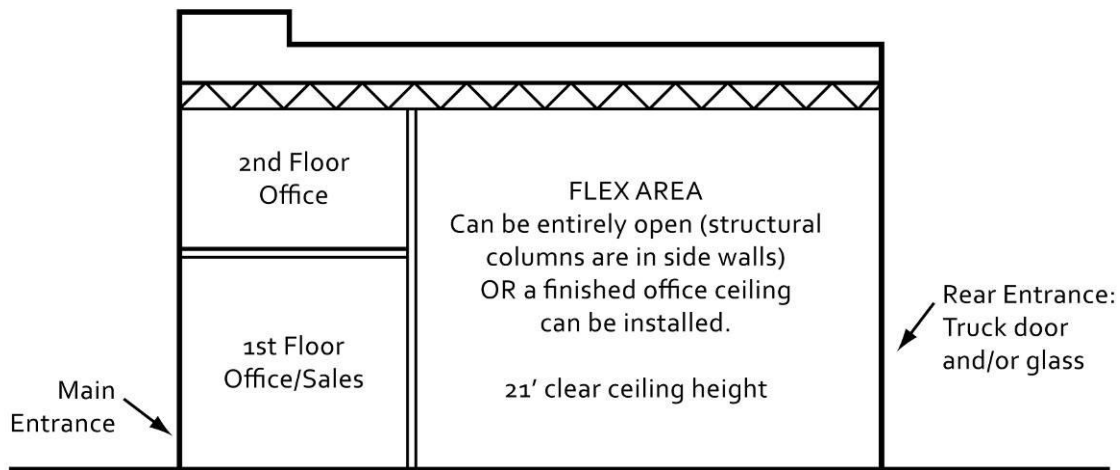 2nd Floor
Office
FLEX AREA
Can be entirely open (structural
columns are in side walls)
OR a finished office ceiling
can be installed.
21' clear ceiling height
1st Floor
Office/Sales
Main
Entrance
Rear Entrance:
Truck door
and/or glass